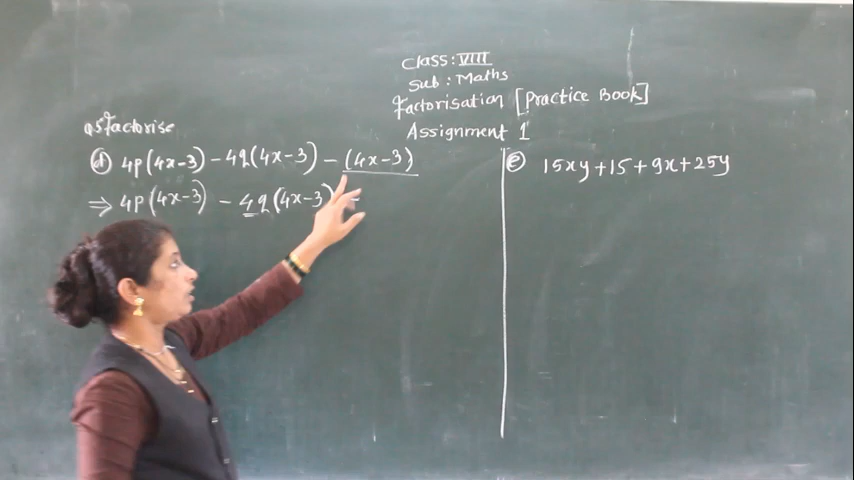 Class: VIII
Sub : Maths
Factorisation [Practice Book]
Assignment 1
Q5 Factorise
(d) 4p(4x-3) - 4q(4x-3) - (4x-3)
⇒ 4p(4x-3) - 4q(4x-3) -
(e) 15xy+15+9x+25y